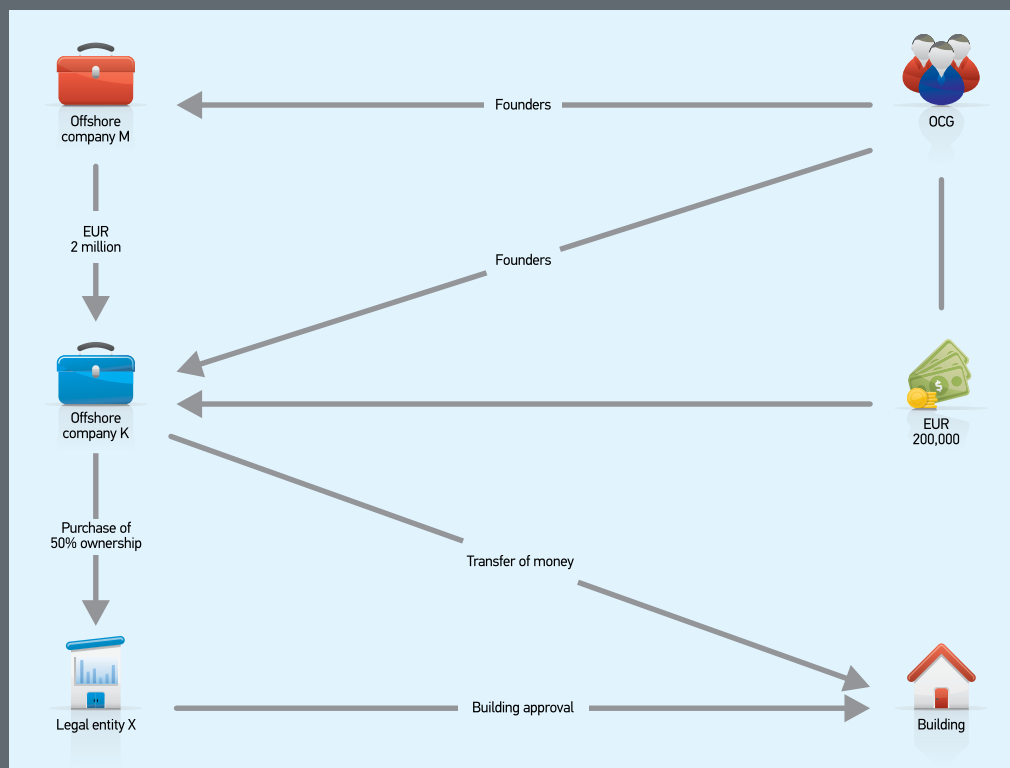 Founders
Offshore
company M
OCG
EUR
2 million
Founders
Offshore
company K
EUR
200,000
Purchase of
50% ownership
Transfer of money
Legal entity X
Building approval
Building